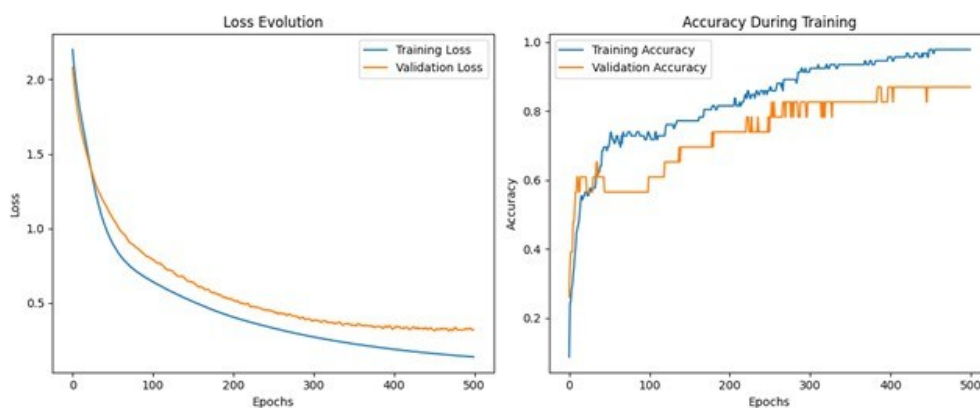 Loss Evolution
Training Loss
Validation Loss
2.0
1.5
1.0
0.5
Loss
0 100 200 300 400 500
Epochs
Accuracy During Training
Training Accuracy
Validation Accuracy
1.0
0.8
0.6
0.4
0.2
Accuracy
0 100 200 300 400 500
Epochs